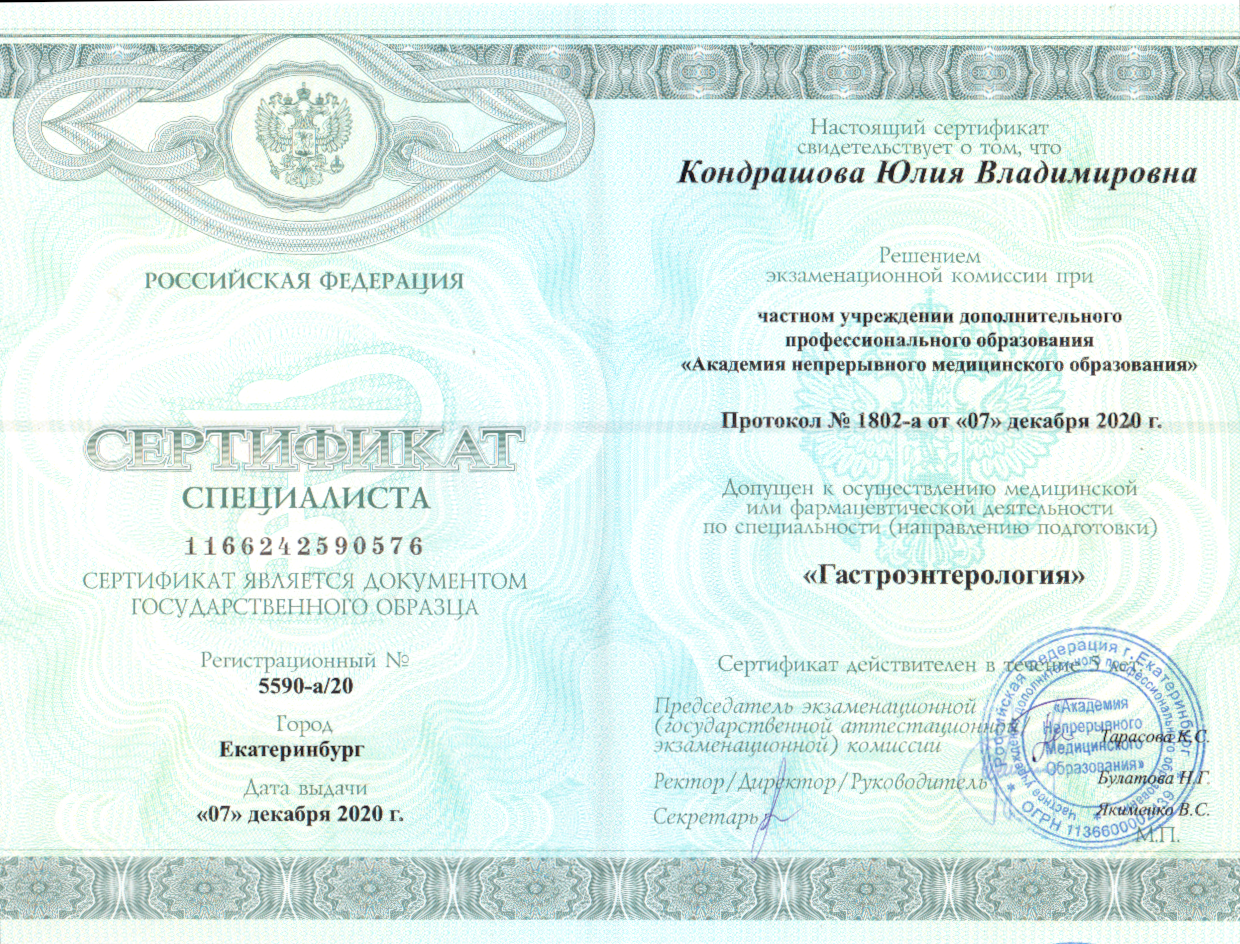 РОССИЙСКАЯ ФЕДЕРАЦИЯ
СЕРТИФИКАТ
СПЕЦИАЛИСТА
1166242590576
СЕРТИФИКАТ ЯВЛЯЕТСЯ ДОКУМЕНТОМ
ГОСУДАРСТВЕННОГО ОБРАЗЦА
Регистрационный №
5590-а/20
Город
Екатеринбург
Дата выдачи
«07» декабря 2020 г.
Настоящий сертификат
свидетельствует о том, что
Кондрашова Юлия Владимировна
Решением
экзаменационной комиссии при
частном учреждении дополнительного
профессионального образования
«Академия непрерывного медицинского образования»
Протокол № 1802-а от «07» декабря 2020 г.
Допущен к осуществлению медицинской
или фармацевтической деятельности
по специальности (направлению подготовки)
«Гастроэнтерология»
Сертификат действителен в течение 5 лет.
Председатель экзаменационной
(государственной аттестационной
экзаменационной) комиссии
Тарасова К.С.
Ректор/Директор/Руководитель
Булатова Н.Г.
Секретарь
Якименко В.С.
М.П.
Российская Федерация г. Екатеринбург
Частное учреждение дополнительного профессионального образования
«Академия
Непрерывного
Медицинского
Образования»